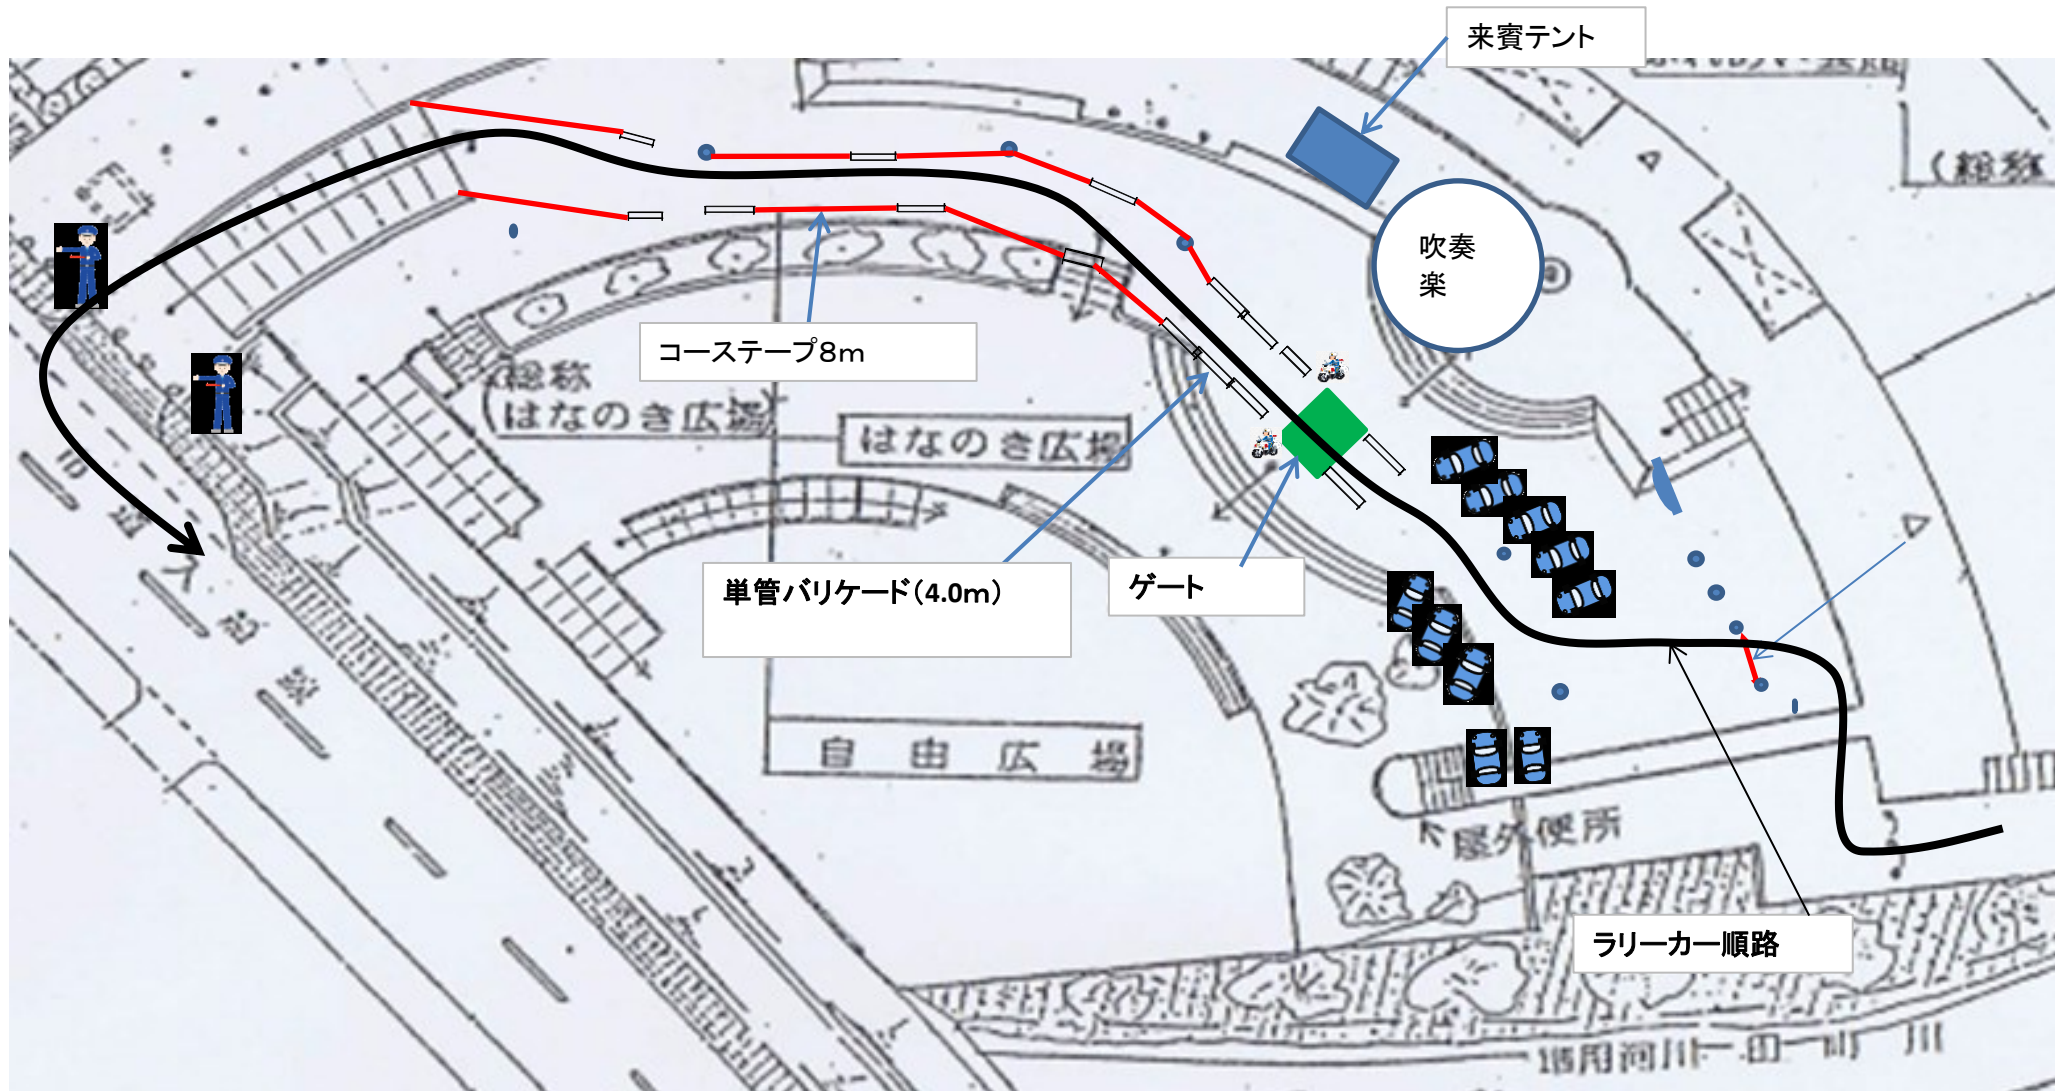 来賓テント
(総称
吹奏
楽
コーステープ8m
(総称
はなのき広場)
はなのき広場
単管バリケード(4.0m)
ゲート
自由広場
屋外便所
ラリーカー順路
川